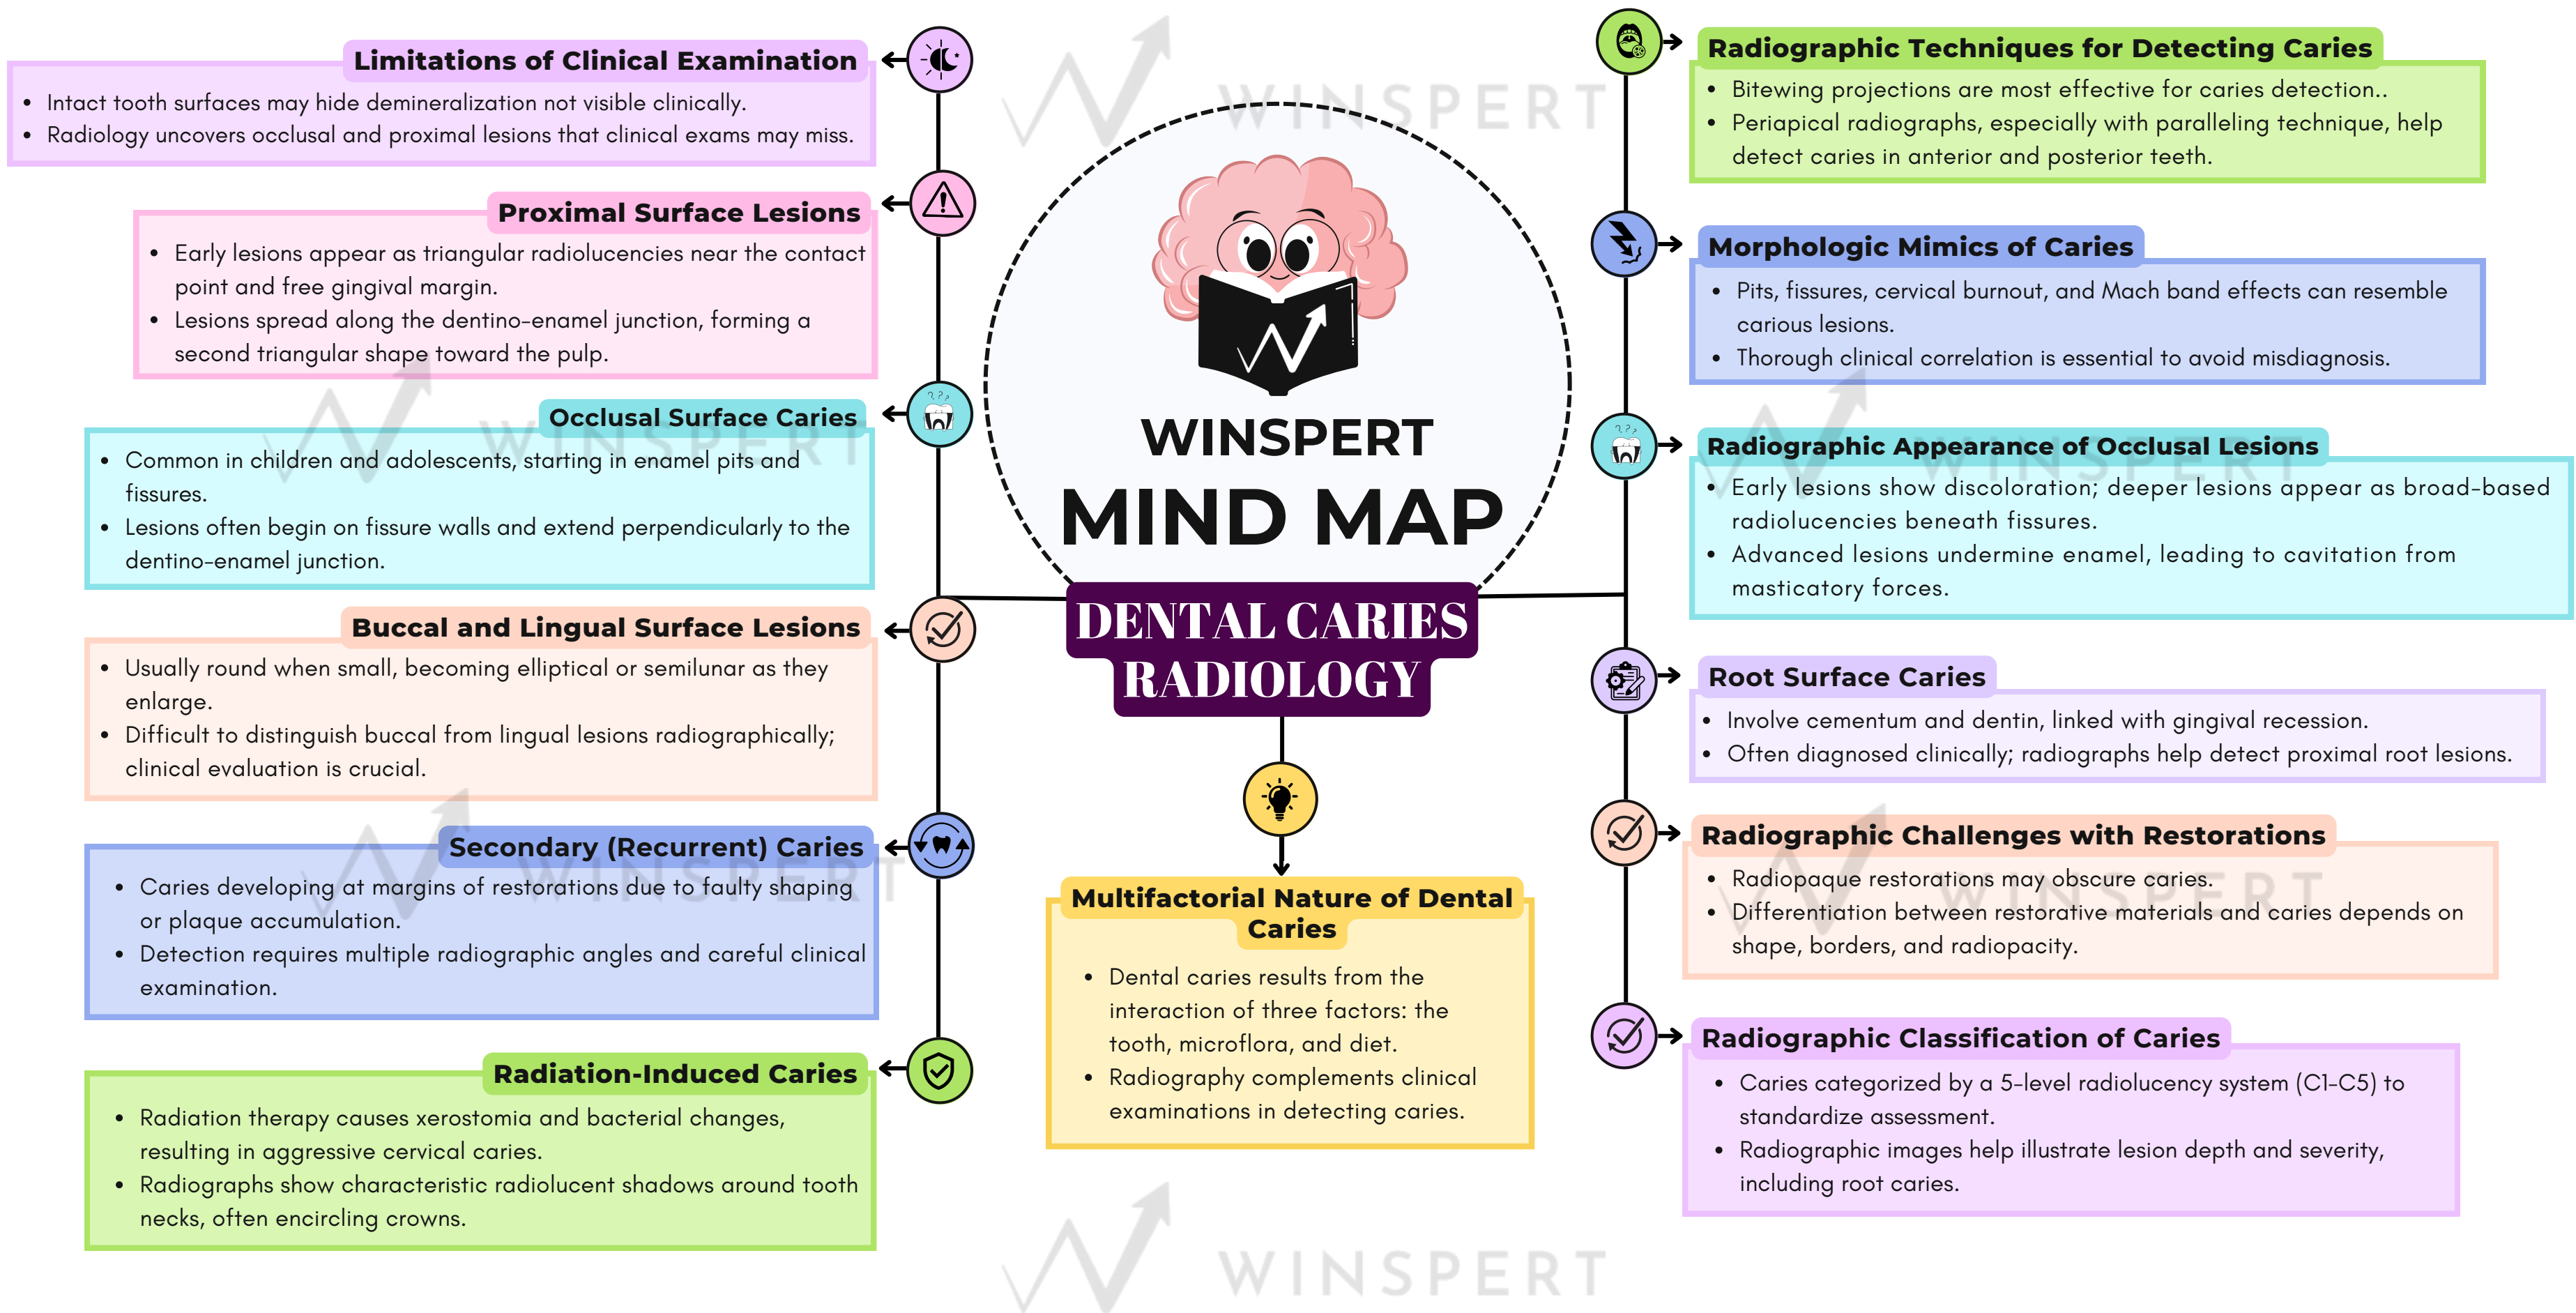 WINSPERT
MIND MAP
DENTAL CARIES
RADIOLOGY
Limitations of Clinical Examination
• Intact tooth surfaces may hide demineralization not visible clinically.
• Radiology uncovers occlusal and proximal lesions that clinical exams may miss.
Proximal Surface Lesions
• Early lesions appear as triangular radiolucencies near the contact
point and free gingival margin.
• Lesions spread along the dentino-enamel junction, forming a
second triangular shape toward the pulp.
Occlusal Surface Caries
• Common in children and adolescents, starting in enamel pits and
fissures.
• Lesions often begin on fissure walls and extend perpendicularly to the
dentino-enamel junction.
Buccal and Lingual Surface Lesions
• Usually round when small, becoming elliptical or semilunar as they
enlarge.
• Difficult to distinguish buccal from lingual lesions radiographically;
clinical evaluation is crucial.
Secondary (Recurrent) Caries
• Caries developing at margins of restorations due to faulty shaping
or plaque accumulation.
• Detection requires multiple radiographic angles and careful clinical
examination.
Radiation-Induced Caries
• Radiation therapy causes xerostomia and bacterial changes,
resulting in aggressive cervical caries.
• Radiographs show characteristic radiolucent shadows around tooth
necks, often encircling crowns.
Multifactorial Nature of Dental
Caries
• Dental caries results from the
interaction of three factors: the
tooth, microflora, and diet.
• Radiography complements clinical
examinations in detecting caries.
Radiographic Techniques for Detecting Caries
• Bitewing projections are most effective for caries detection..
• Periapical radiographs, especially with paralleling technique, help
detect caries in anterior and posterior teeth.
Morphologic Mimics of Caries
• Pits, fissures, cervical burnout, and Mach band effects can resemble
carious lesions.
• Thorough clinical correlation is essential to avoid misdiagnosis.
Radiographic Appearance of Occlusal Lesions
• Early lesions show discoloration; deeper lesions appear as broad-based
radiolucencies beneath fissures.
• Advanced lesions undermine enamel, leading to cavitation from
masticatory forces.
Root Surface Caries
• Involve cementum and dentin, linked with gingival recession.
• Often diagnosed clinically; radiographs help detect proximal root lesions.
Radiographic Challenges with Restorations
• Radiopaque restorations may obscure caries.
• Differentiation between restorative materials and caries depends on
shape, borders, and radiopacity.
Radiographic Classification of Caries
• Caries categorized by a 5-level radiolucency system (C1-C5) to
standardize assessment.
• Radiographic images help illustrate lesion depth and severity,
including root caries.
WINSPERT
WINSPERT
WINSPERT
WINSPERT
WINSPERT
WINSPERT